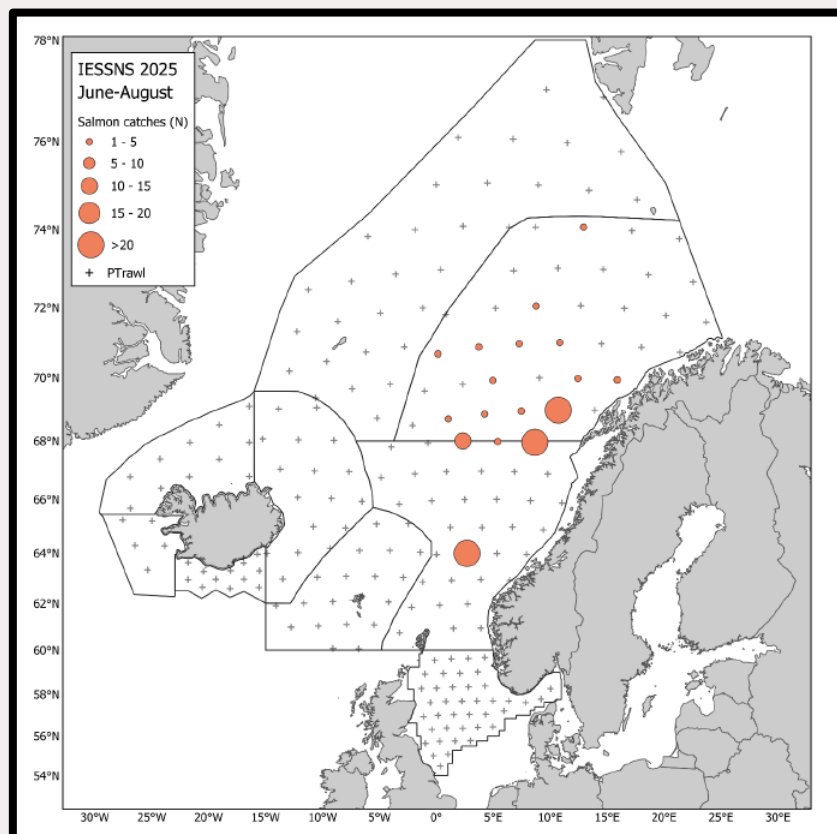 IESSNS 2025
June-August
Salmon catches (N)
1 - 5
5 - 10
10 - 15
15 - 20
>20
PTrawl
78°N
76°N
74°N
72°N
70°N
68°N
66°N
64°N
62°N
60°N
58°N
56°N
54°N
30°W 25°W 20°W 15°W 10°W 5°W 0° 5°E 10°E 15°E 20°E 25°E 30°E